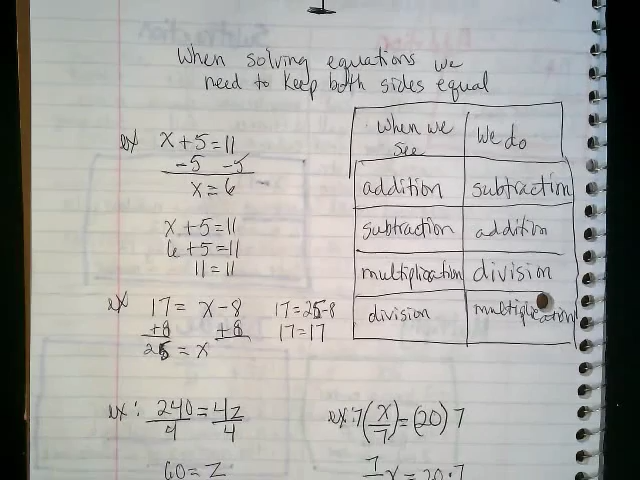 When solving equations we
need to keep both sides equal
When we see | We do
addition | subtraction
subtraction | addition
multiplication | division
division | multiplication
ex x + 5 = 11
-5 -5
x = 6
x + 5 = 11
6 + 5 = 11
11 = 11
ex 17 = x - 8
+8 +8
25 = x
17 = 25 - 8
17 = 17
ex: 240/4 = 4z/4
60 = z
ex: 7(x/7) = (20)7
7 x = 20 · 7